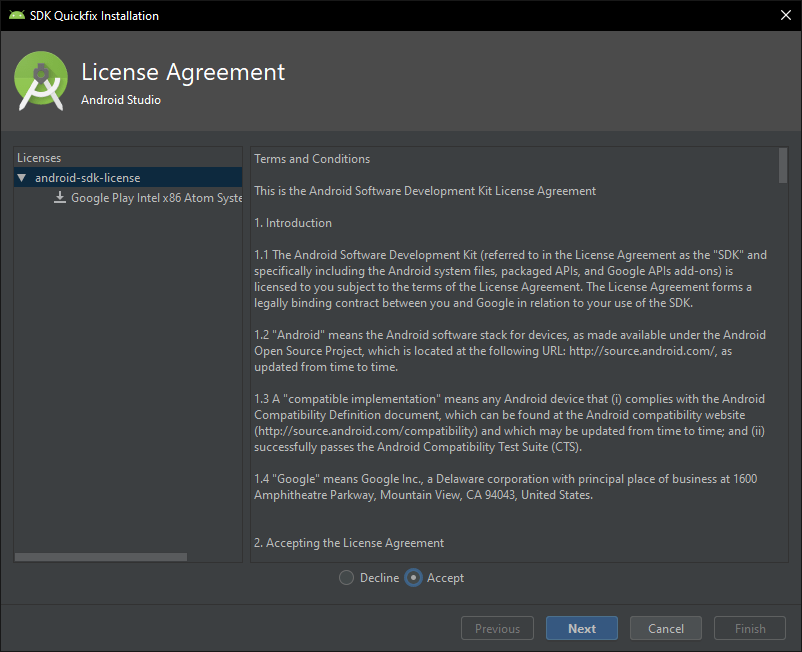 SDK Quickfix Installation
License Agreement
Android Studio
Licenses
android-sdk-license
Google Play Intel x86 Atom Syste
Terms and Conditions
This is the Android Software Development Kit License Agreement
1. Introduction
1.1 The Android Software Development Kit (referred to in the License Agreement as the "SDK" and
specifically including the Android system files, packaged APIs, and Google APIs add-ons) is
licensed to you subject to the terms of the License Agreement. The License Agreement forms a
legally binding contract between you and Google in relation to your use of the SDK.
1.2 "Android" means the Android software stack for devices, as made available under the Android
Open Source Project, which is located at the following URL: http://source.android.com/, as
updated from time to time.
1.3 A "compatible implementation" means any Android device that (i) complies with the Android
Compatibility Definition document, which can be found at the Android compatibility website
(http://source.android.com/compatibility) and which may be updated from time to time; and (ii)
successfully passes the Android Compatibility Test Suite (CTS).
1.4 "Google" means Google Inc., a Delaware corporation with principal place of business at 1600
Amphitheatre Parkway, Mountain View, CA 94043, United States.
2. Accepting the License Agreement
Decline Accept
Previous Next Cancel Finish